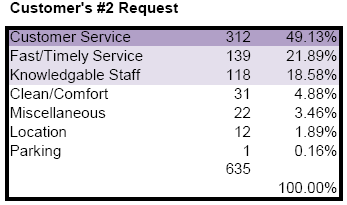 Customer's #2 Request
Customer Service 312 49.13%
Fast/Timely Service 139 21.89%
Knowledgable Staff 118 18.58%
Clean/Comfort 31 4.88%
Miscellaneous 22 3.46%
Location 12 1.89%
Parking 1 0.16%
635
100.00%